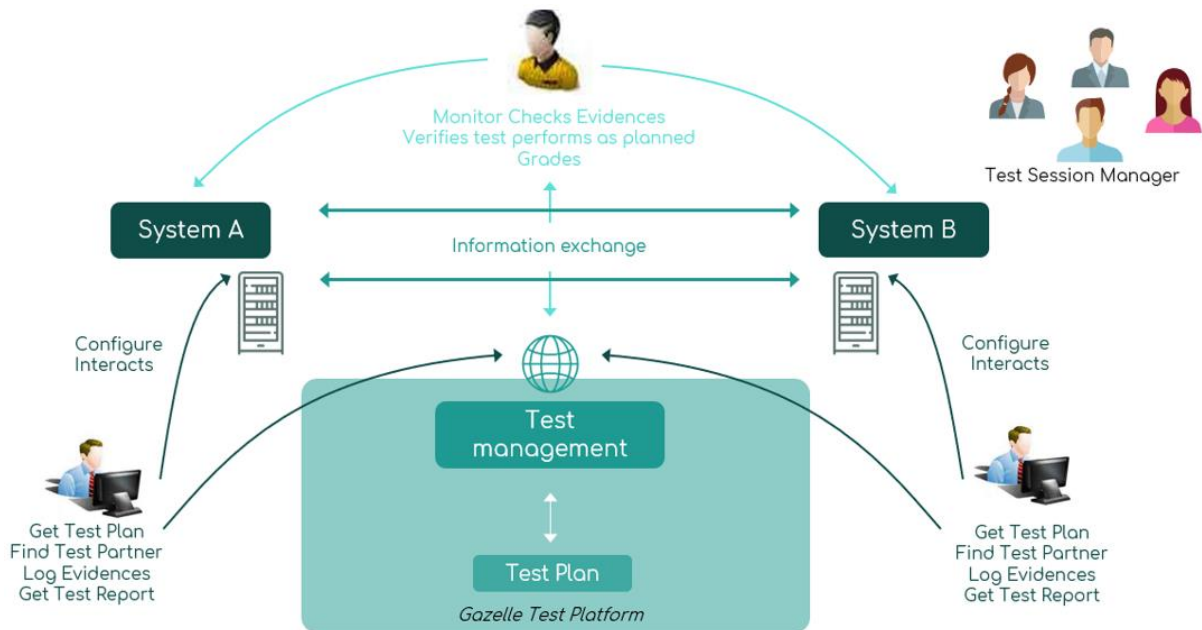 Monitor Checks Evidences
Verifies test performs as planned
Grades
Test Session Manager
System A
System B
Information exchange
Configure
Interacts
Configure
Interacts
Test
management
Get Test Plan
Find Test Partner
Log Evidences
Get Test Report
Get Test Plan
Find Test Partner
Log Evidences
Get Test Report
Test Plan
Gazelle Test Platform